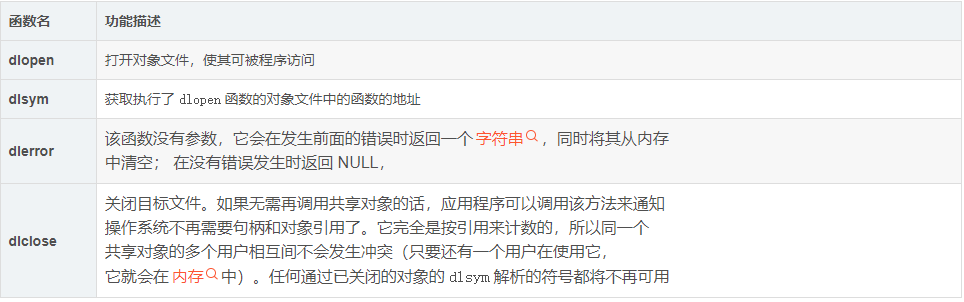 函数名 功能描述
dlopen 打开对象文件，使其可被程序访问
dlsym 获取执行了 dlopen 函数的对象文件中的函数的地址
dlerror
该函数没有参数，它会在发生前面的错误时返回一个 字符串，同时将其从内存
中清空； 在没有错误发生时返回 NULL，
dlclose
关闭目标文件。如果无需再调用共享对象的话，应用程序可以调用该方法来通知
操作系统不再需要句柄和对象引用了。它完全是按引用来计数的，所以同一个
共享对象的多个用户相互间不会发生冲突（只要还有一个用户在使用它，
它就会在 内存 中）。任何通过已关闭的对象的 dlsym 解析的符号都将不再可用